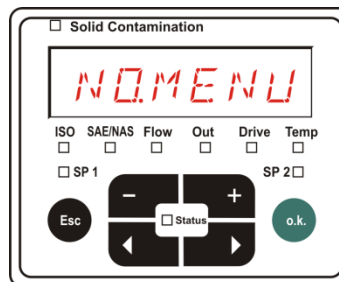 Solid Contamination
NO.MENU
ISO SAE/NAS Flow Out Drive Temp
SP 1 SP 2
- +
Esc Status o.k.